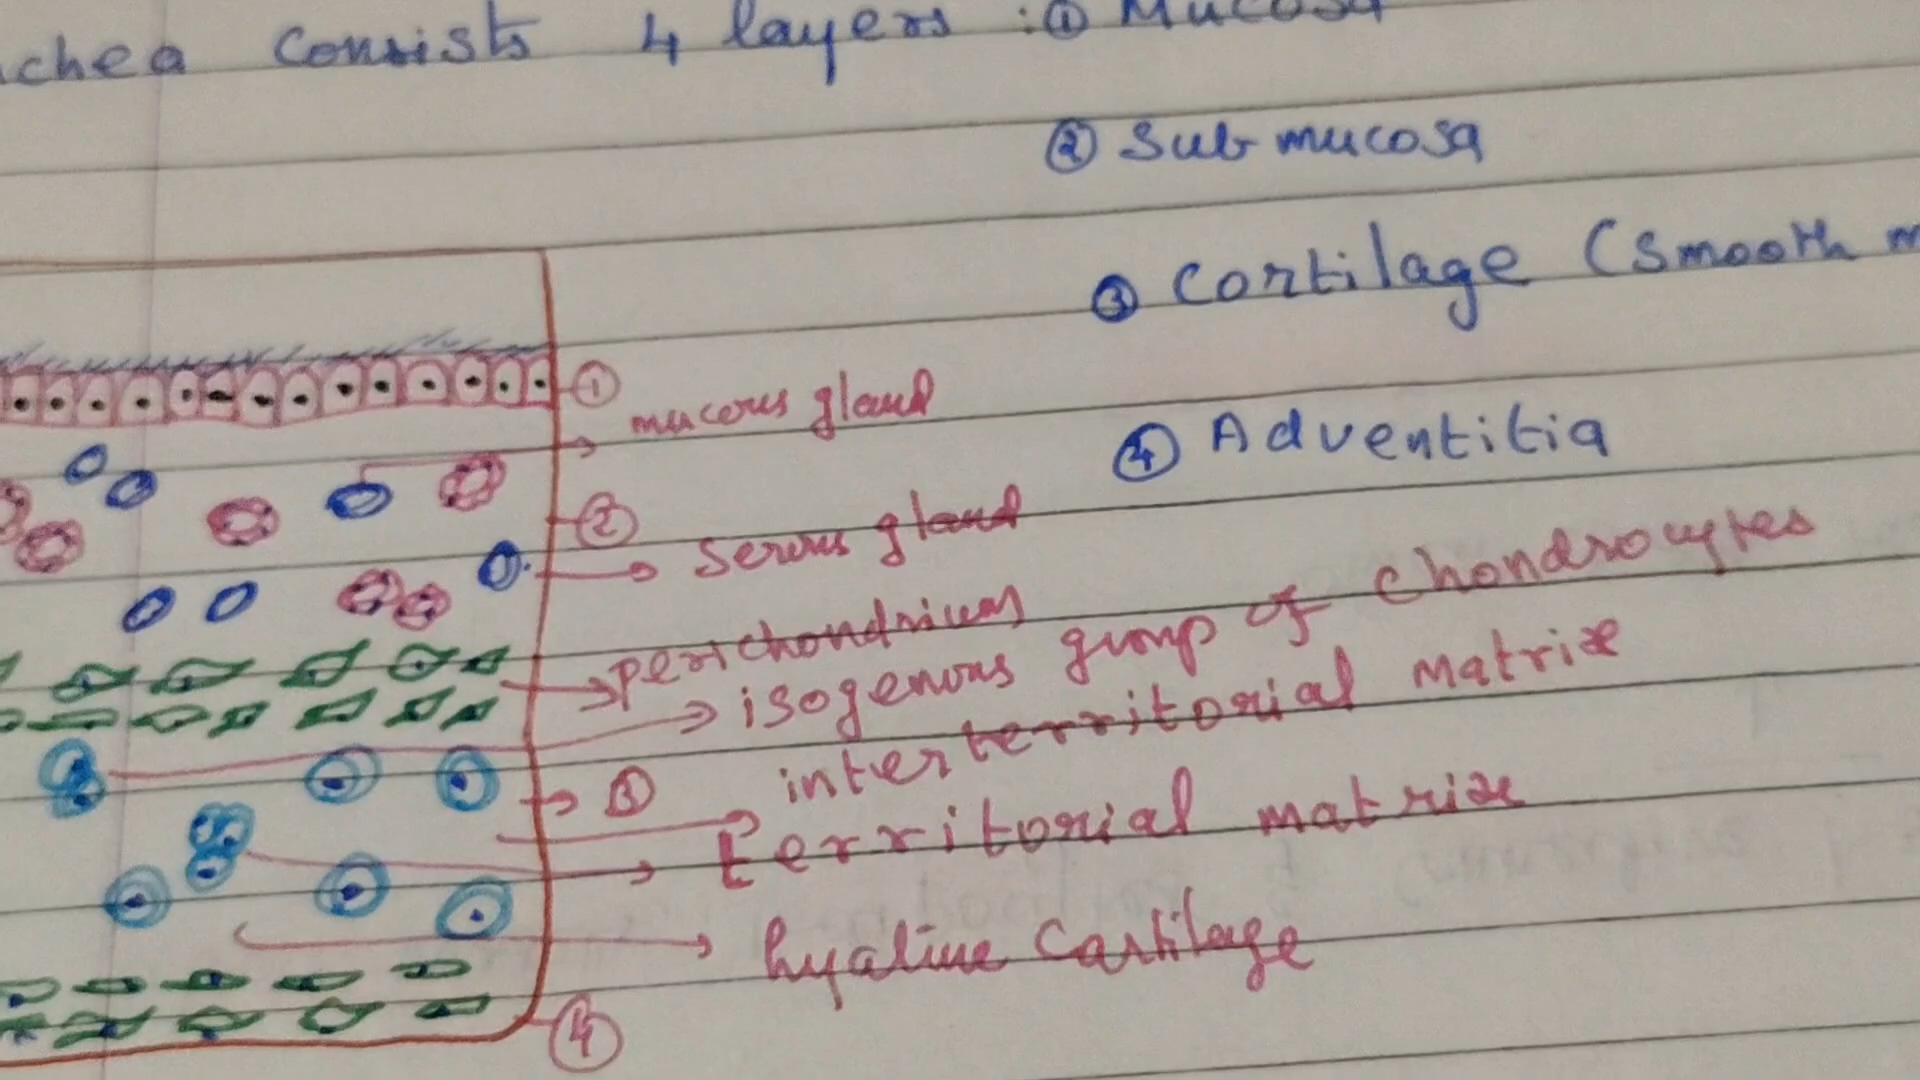 chea consists 4 layers : ① Mucosa
② Sub mucosa
③ Cortilage (Smooth m
① mucous gland
④ Adventitia
②
Serous gland
perichondrium
isogenous group of chondrocytes
interterritorial matrix
③
territorial matrix
hyaline Cartilage
④